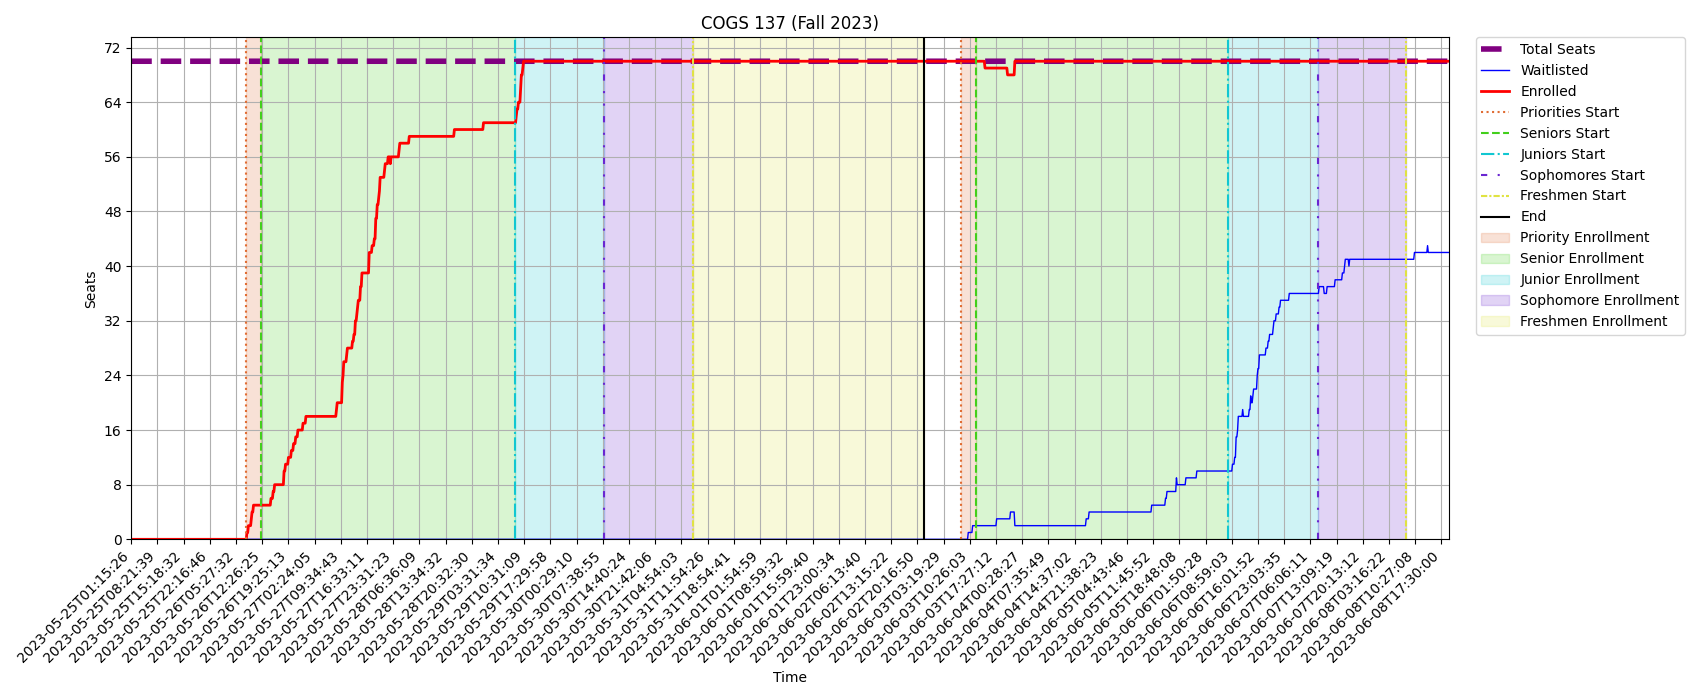 COGS 137 (Fall 2023)
Seats
72
64
56
48
40
32
24
16
8
0
2023-05-25T01:15:26
2023-05-25T08:21:39
2023-05-25T15:18:32
2023-05-25T22:16:46
2023-05-26T05:27:32
2023-05-26T12:26:23
2023-05-26T19:25:13
2023-05-27T02:24:05
2023-05-27T09:34:43
2023-05-27T16:33:11
2023-05-27T23:31:23
2023-05-28T06:36:09
2023-05-28T13:34:32
2023-05-28T20:32:30
2023-05-29T03:31:34
2023-05-29T10:31:09
2023-05-29T17:29:58
2023-05-30T00:29:10
2023-05-30T07:38:55
2023-05-30T14:40:24
2023-05-30T21:42:06
2023-05-31T04:54:03
2023-05-31T11:54:26
2023-05-31T18:54:41
2023-06-01T01:54:59
2023-06-01T08:59:32
2023-06-01T15:59:40
2023-06-01T23:00:34
2023-06-02T06:13:40
2023-06-02T13:15:22
2023-06-02T20:16:50
2023-06-03T03:19:29
2023-06-03T10:26:03
2023-06-03T17:27:12
2023-06-04T00:28:27
2023-06-04T07:35:49
2023-06-04T14:37:02
2023-06-04T21:38:23
2023-06-05T04:43:46
2023-06-05T11:45:52
2023-06-05T18:48:08
2023-06-06T01:50:28
2023-06-06T08:59:03
2023-06-06T16:01:52
2023-06-06T23:03:35
2023-06-07T06:06:11
2023-06-07T13:09:19
2023-06-07T20:13:12
2023-06-08T03:16:22
2023-06-08T10:27:08
2023-06-08T17:30:00
Time
Total Seats
Waitlisted
Enrolled
Priorities Start
Seniors Start
Juniors Start
Sophomores Start
Freshmen Start
End
Priority Enrollment
Senior Enrollment
Junior Enrollment
Sophomore Enrollment
Freshmen Enrollment